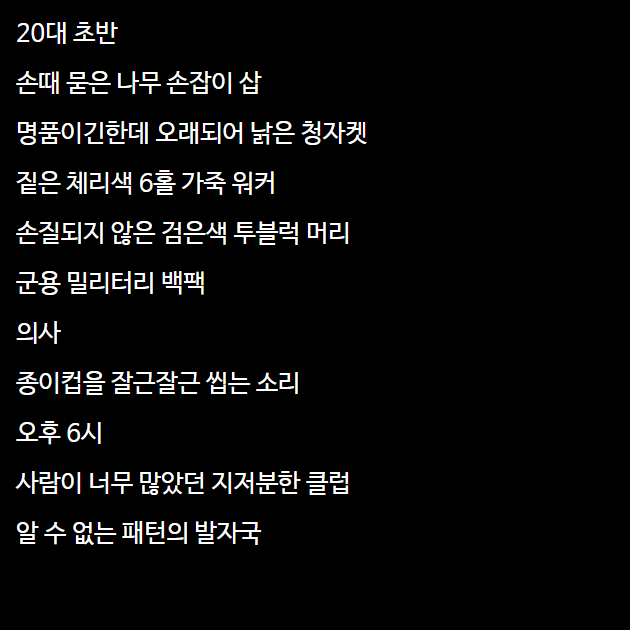 20대 초반
손때 묻은 나무 손잡이 삽
명품이긴한데 오래되어 낡은 청자켓
짙은 체리색 6홀 가죽 워커
손질되지 않은 검은색 투블럭 머리
군용 밀리터리 백팩
의사
종이컵을 잘근잘근 씹는 소리
오후 6시
사람이 너무 많았던 지저분한 클럽
알 수 없는 패턴의 발자국